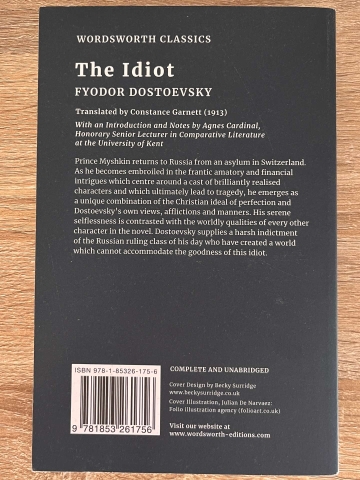 WORDSWORTH CLASSICS
The Idiot
FYODOR DOSTOEVSKY
Translated by Constance Garnett (1913)
With an Introduction and Notes by Agnes Cardinal,
Honorary Senior Lecturer in Comparative Literature
at the University of Kent
Prince Myshkin returns to Russia from an asylum in Switzerland.
As he becomes embroiled in the frantic amatory and financial
intrigues which centre around a cast of brilliantly realised
characters and which ultimately lead to tragedy, he emerges as
a unique combination of the Christian ideal of perfection and
Dostoevsky's own views, afflictions and manners. His serene
selflessness is contrasted with the worldly qualities of every other
character in the novel. Dostoevsky supplies a harsh indictment
of the Russian ruling class of his day who have created a world
which cannot accommodate the goodness of this idiot.
ISBN 978-1-85326-175-6
9 781853 261756
COMPLETE AND UNABRIDGED
Cover Design by Becky Surridge
www.beckysurridge.co.uk
Cover Illustration, Julian De Narvaez:
Folio illustration agency (folioart.co.uk)
Visit our website at
www.wordsworth-editions.com